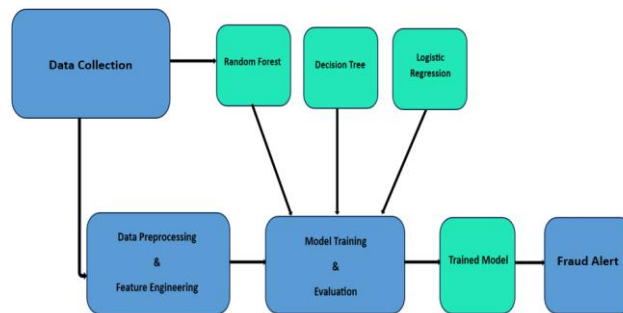 Data Collection
Random Forest
Decision Tree
Logistic
Regression
Data Preprocessing
&
Feature Engineering
Model Training
&
Evaluation
Trained Model
Fraud Alert